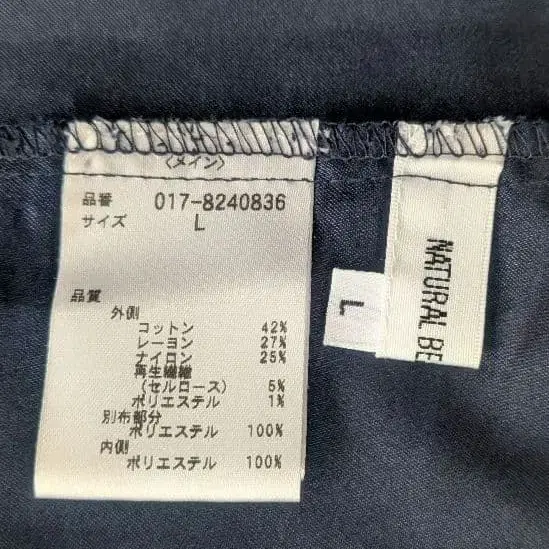 〈メイン〉
品番 017-8240836
サイズ L
品質
外側
コットン 42%
レーヨン 27%
ナイロン 25%
再生繊維
(セルロース) 5%
ポリエステル 1%
別布部分
ポリエステル 100%
内側
ポリエステル 100%
L
NATURAL BE